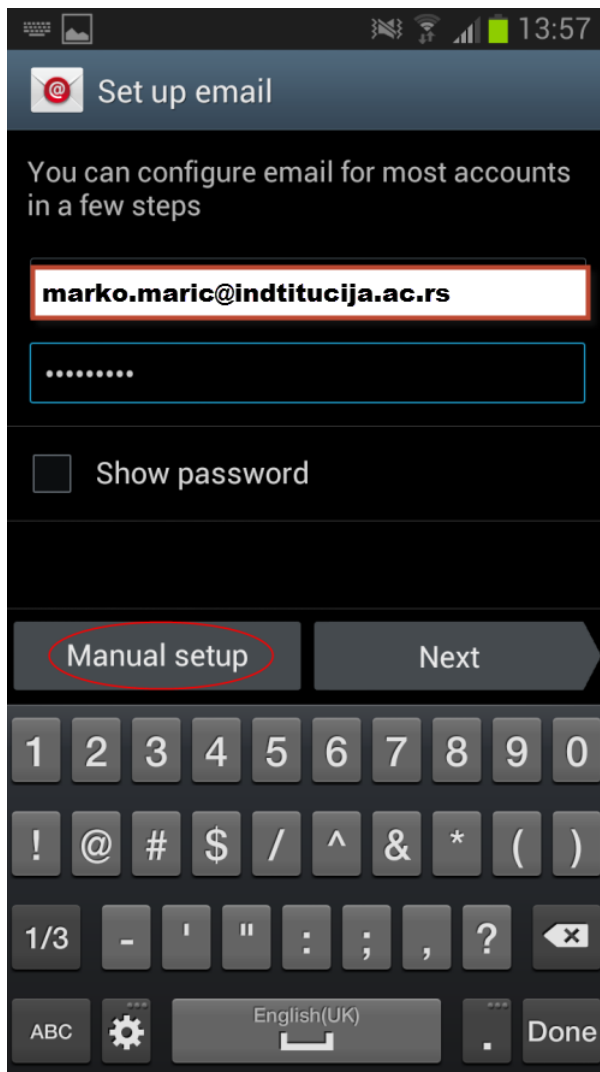 13:57
Set up email
You can configure email for most accounts
in a few steps
marko.maric@indtitucija.ac.rs
•••••••••
Show password
Manual setup
Next
1 2 3 4 5 6 7 8 9 0
! @ # $ / ^ & * ( )
1/3 - ' " : ; , ?
English(UK)
ABC . Done